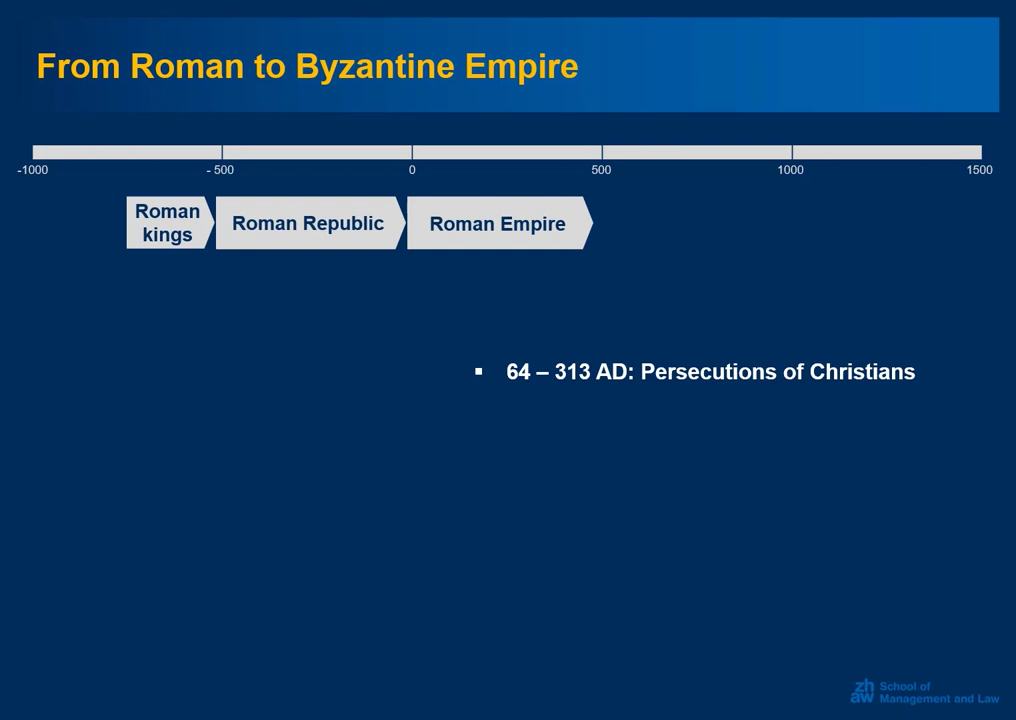 From Roman to Byzantine Empire
-1000 - 500 0 500 1000 1500
Roman
kings
Roman Republic
Roman Empire
▪ 64 – 313 AD: Persecutions of Christians
zh
aw
School of
Management and Law